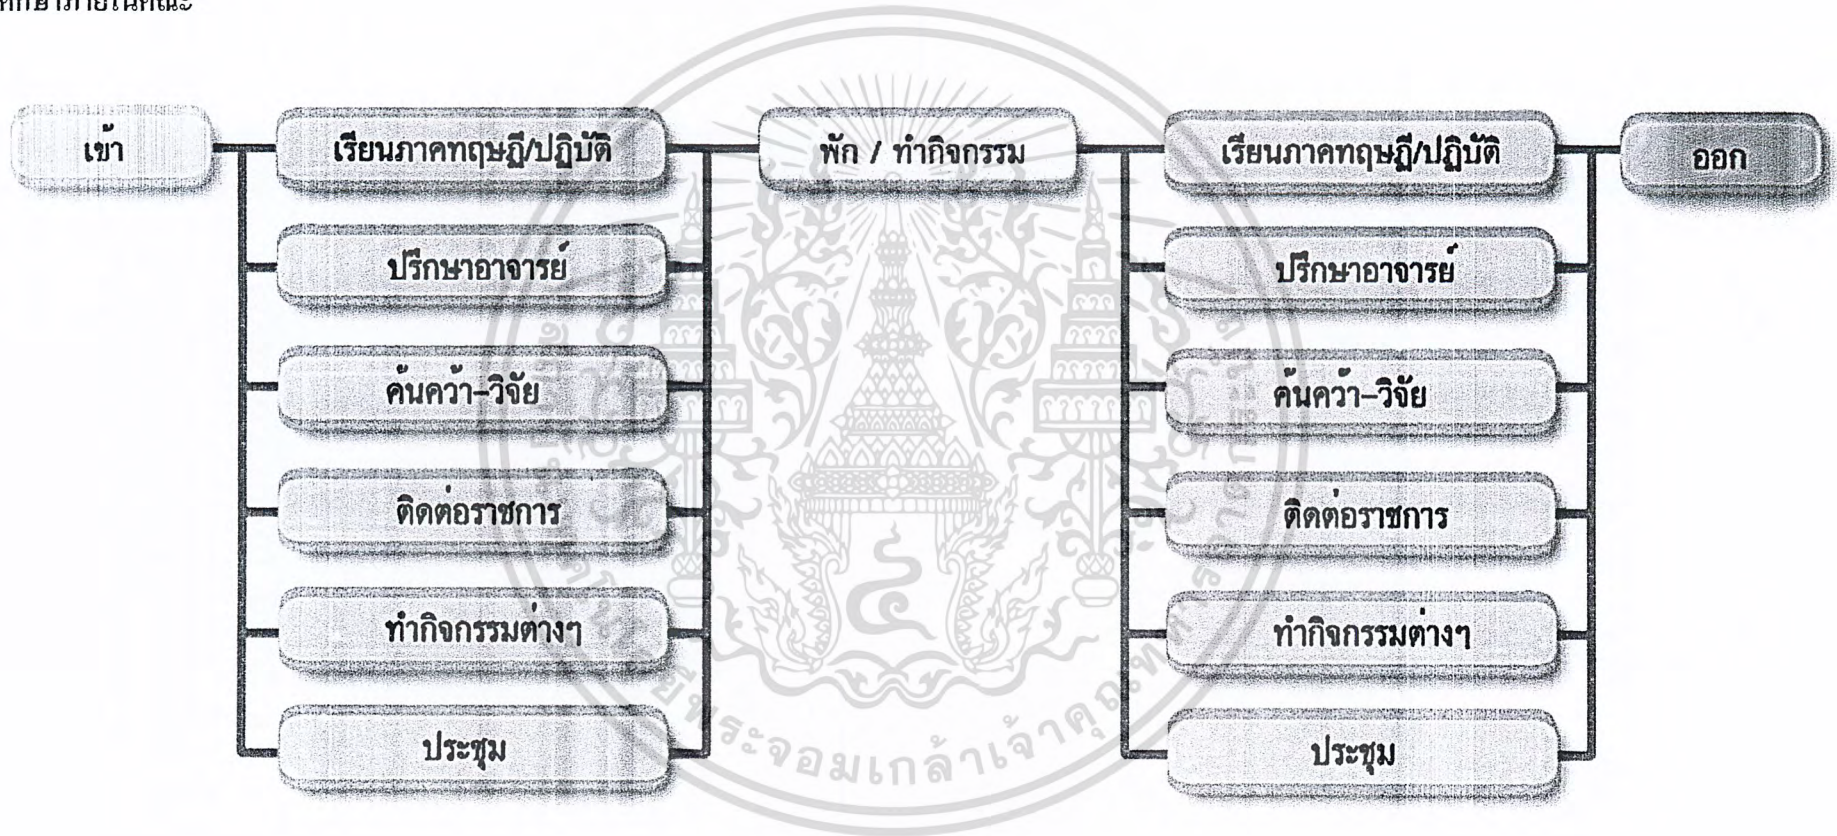 เข้า
เรียนภาคทฤษฎี/ปฏิบัติ
ปรึกษาอาจารย์
ค้นคว้า-วิจัย
ติดต่อราชการ
ทำกิจกรรมต่างๆ
ประชุม
พัก / ทำกิจกรรม
เรียนภาคทฤษฎี/ปฏิบัติ
ปรึกษาอาจารย์
ค้นคว้า-วิจัย
ติดต่อราชการ
ทำกิจกรรมต่างๆ
ประชุม
ออก